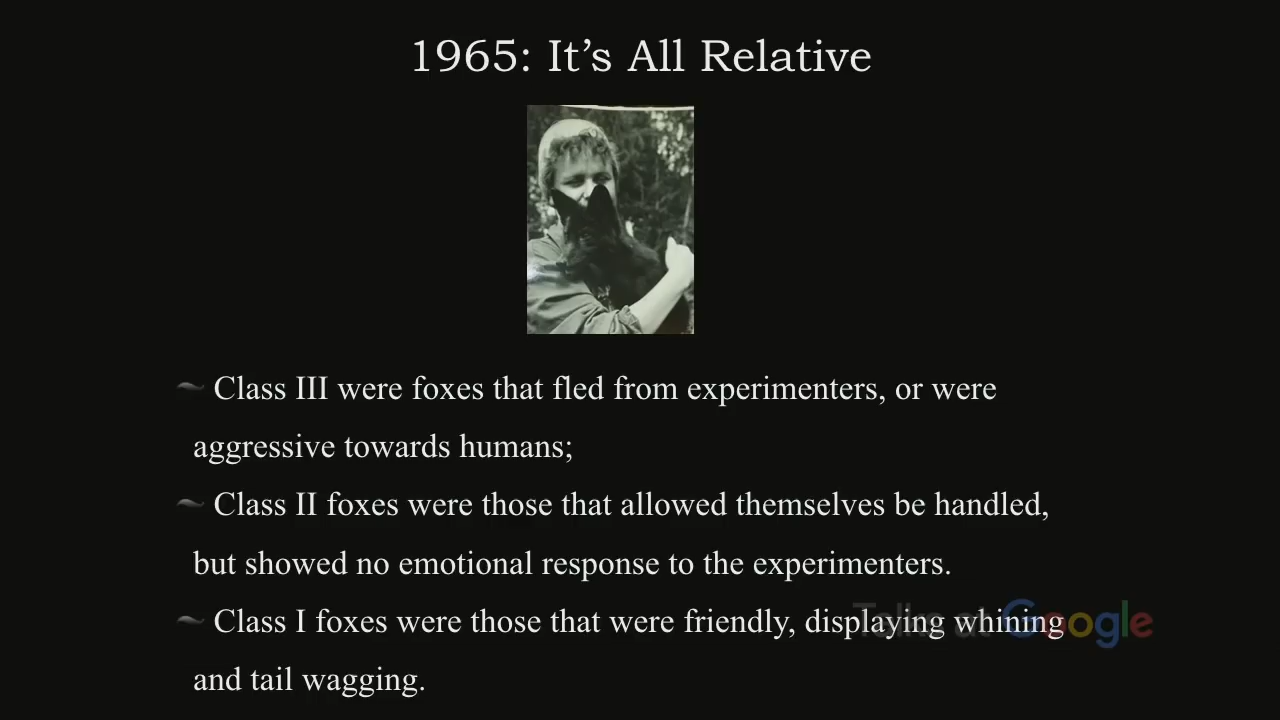 1965: It’s All Relative
Class III were foxes that fled from experimenters, or were
aggressive towards humans;
Class II foxes were those that allowed themselves be handled,
but showed no emotional response to the experimenters.
Class I foxes were those that were friendly, displaying whining
and tail wagging.
Talks at Google